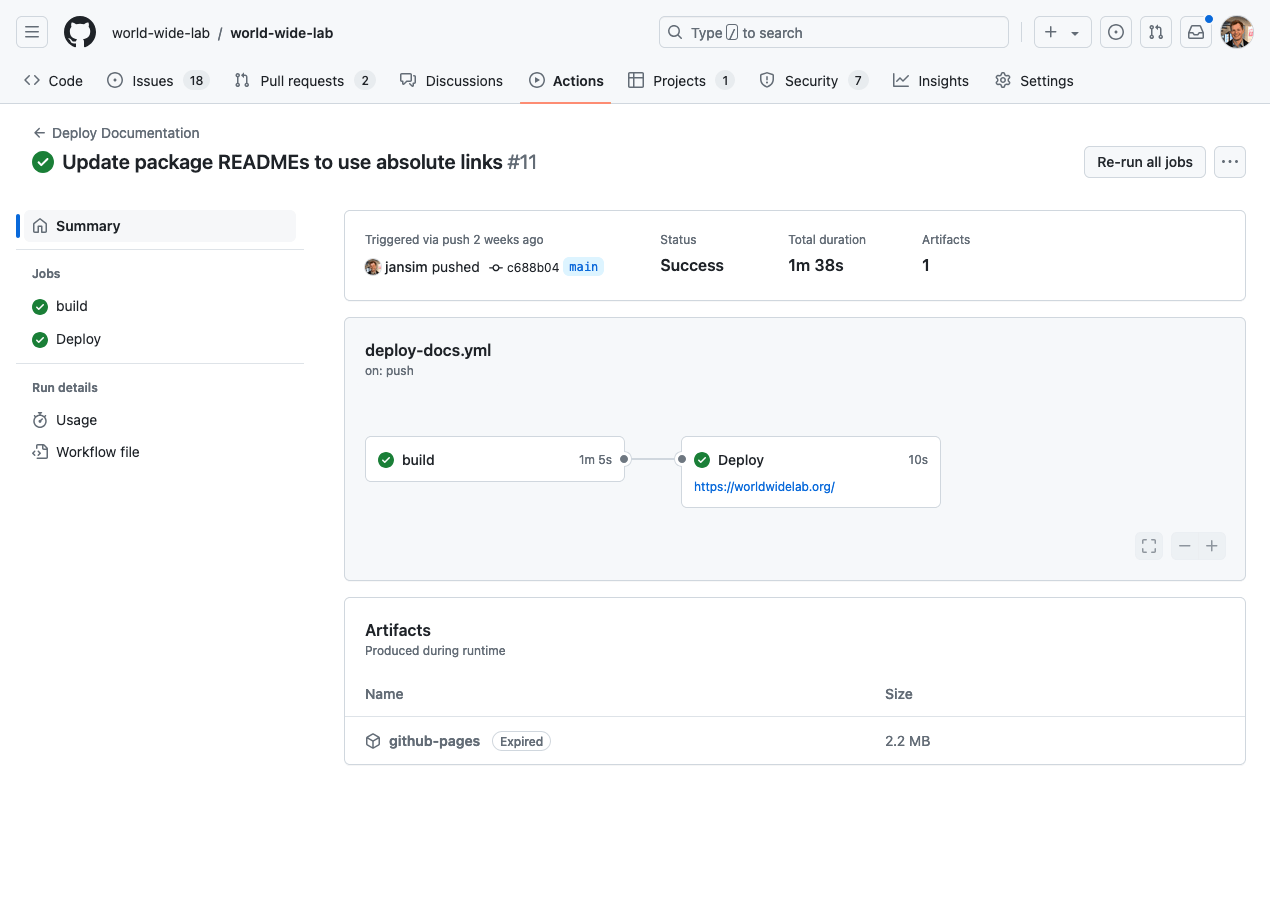 world-wide-lab / world-wide-lab
Type / to search
Code
Issues 18
Pull requests 2
Discussions
Actions
Projects 1
Security 7
Insights
Settings
Deploy Documentation
Update package READMEs to use absolute links #11
Re-run all jobs
Summary
Jobs
build
Deploy
Run details
Usage
Workflow file
Triggered via push 2 weeks ago
jansim pushed c688b04 main
Status
Success
Total duration
1m 38s
Artifacts
1
deploy-docs.yml
on: push
build 1m 5s
Deploy 10s
https://worldwidelab.org/
Artifacts
Produced during runtime
Name Size
github-pages Expired 2.2 MB